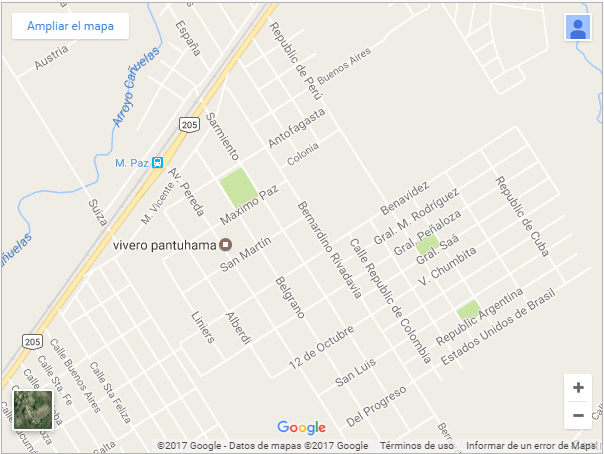 Ampliar el mapa
España
Austria
Republic de Perú
Buenos Aires
Arroyo Cañuelas
205
Sarmiento
Antofagasta
Colonia
M. Paz
Av. Pereda
M. Vicente
Maximo Paz
Suiza
Benavidez
Gral. M. Rodríguez
Republic de Cuba
Bernardino Rivadavia
Gral. Peñaloza
vivero pantuhama
San Martín
Calle Republic de Colombia
Gral. Saá
V. Chumbita
Cañuelas
Belgrano
Republic Argentina
Estados Unidos de Brasil
Liniers
Alberdi
12 de Octubre
205
Calle Buenos Aires
Calle Sta. Fe
Calle Sta Feliza
San Luis
Del Progreso
+
−
Google
©2017 Google - Datos de mapas ©2017 Google
Términos de uso
Informar de un error de Maps